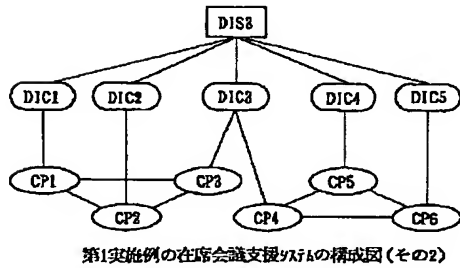 DIS3
DIC1 DIC2 DIC3 DIC4 DIC5
CP1 CP3 CP5
CP2 CP4 CP6
第1実施例の在席会議支援ｼｽﾃﾑの構成図(その2)